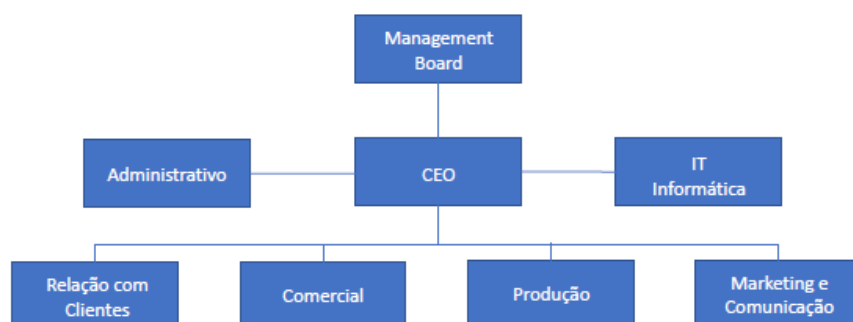 Management
Board
Administrativo
CEO
IT
Informática
Relação com
Clientes
Comercial
Produção
Marketing e
Comunicação